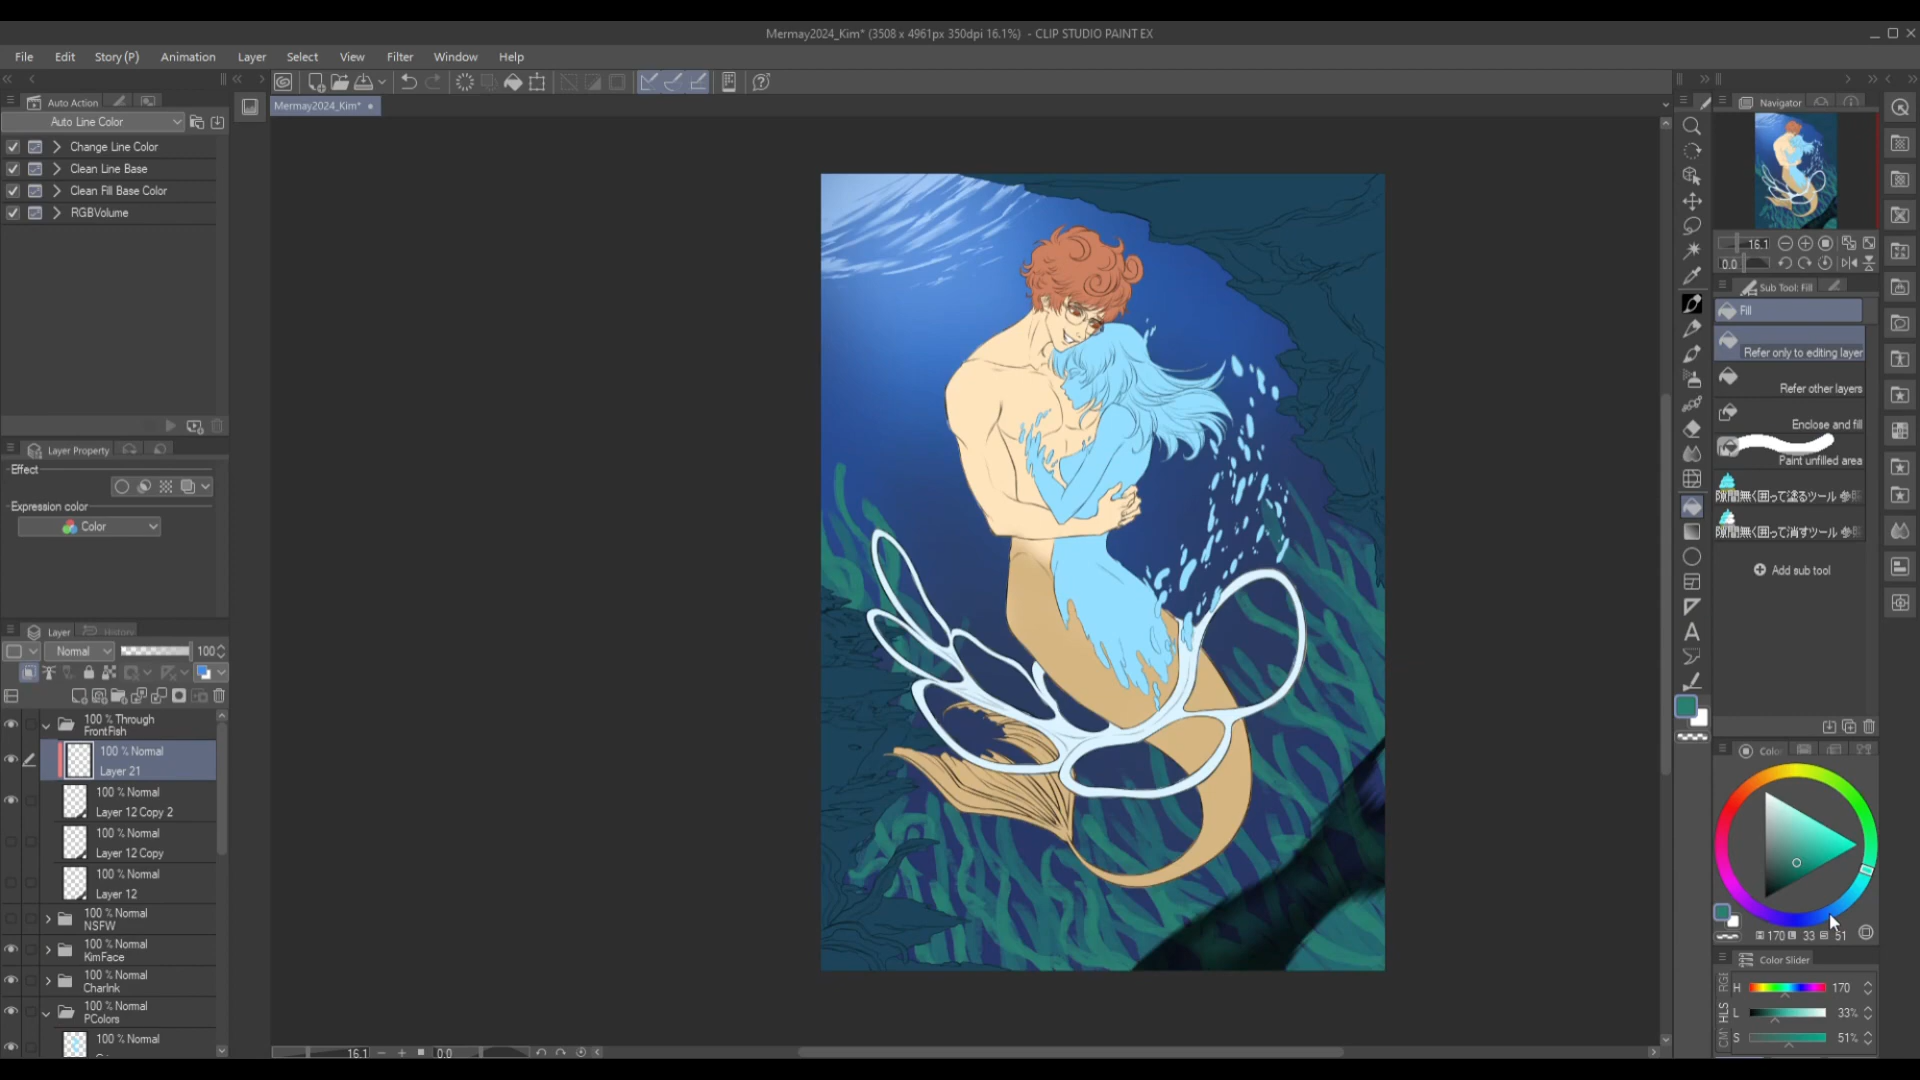 Mermay2024_Kim* (3508 x 4961px 350dpi 16.1%) - CLIP STUDIO PAINT EX
File Edit Story (P) Animation Layer Select View Filter Window Help
Auto Action
Mermay2024_Kim*
Navigator
Auto Line Color
Change Line Color
Clean Line Base
Clean Fill Base Color
RGBVolume
16.1
0.0
Sub Tool: Fill
Fill
Refer only to editing layer
Refer other layers
Enclose and fill
Paint unfilled area
隙間無く囲って塗るツール 参照
隙間無く囲って消すツール 参照
Add sub tool
Layer Property
Effect
Expression color
Color
Layer History
Normal 100
100 % Through
FrontFish
100 % Normal
Layer 21
100 % Normal
Layer 12 Copy 2
100 % Normal
Layer 12 Copy
100 % Normal
Layer 12
100 % Normal
NSFW
100 % Normal
KimFace
100 % Normal
CharInk
100 % Normal
PColors
100 % Normal
16.1 0.0
170 33 51
Color Slider
RGB
HLS
H 170
L 33%
S 51%